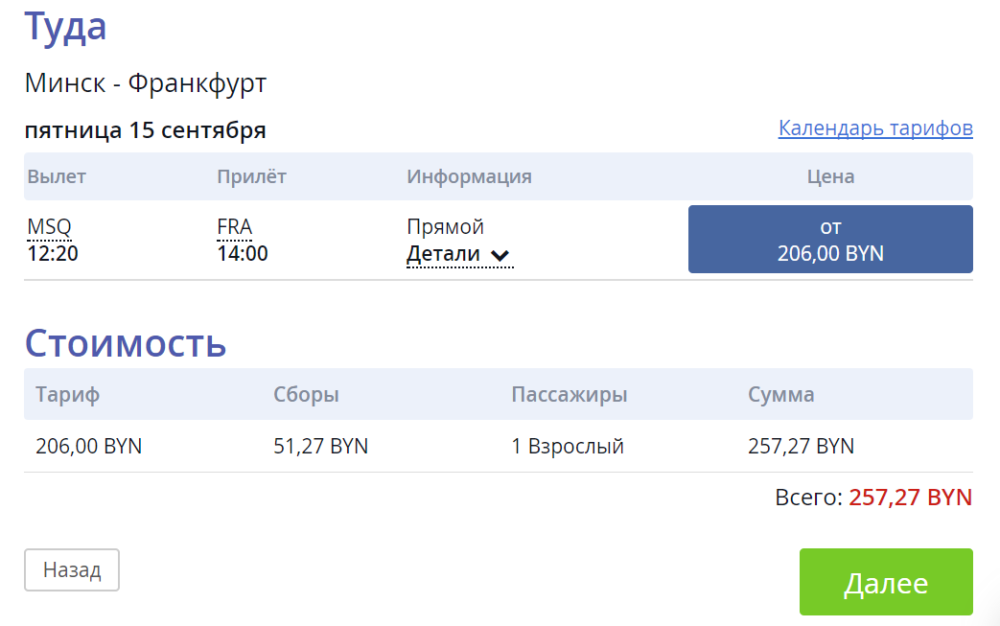 Туда
Минск - Франкфурт
пятница 15 сентября
Календарь тарифов
Вылет Прилёт Информация Цена
MSQ FRA Прямой от
12:20 14:00 Детали 206,00 BYN
Стоимость
Тариф Сборы Пассажиры Сумма
206,00 BYN 51,27 BYN 1 Взрослый 257,27 BYN
Всего: 257,27 BYN
Назад
Далее